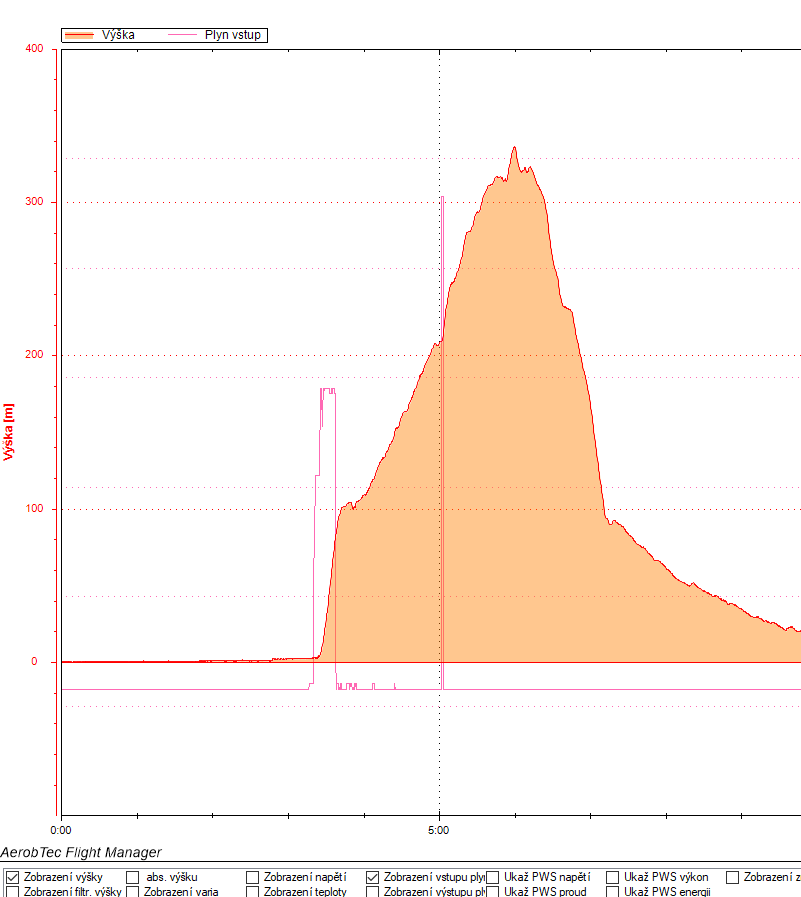 Výška Plyn vstup
400
300
200
100
0
Výška [m]
0:00 5:00
AerobTec Flight Manager
Zobrazení výšky abs. výšku Zobrazení napětí Zobrazení vstupu plyn Ukaž PWS napětí Ukaž PWS výkon Zobrazení z
Zobrazení filtr. výšky Zobrazení varia Zobrazení teploty Zobrazení výstupu ply Ukaž PWS proud Ukaž PWS energii